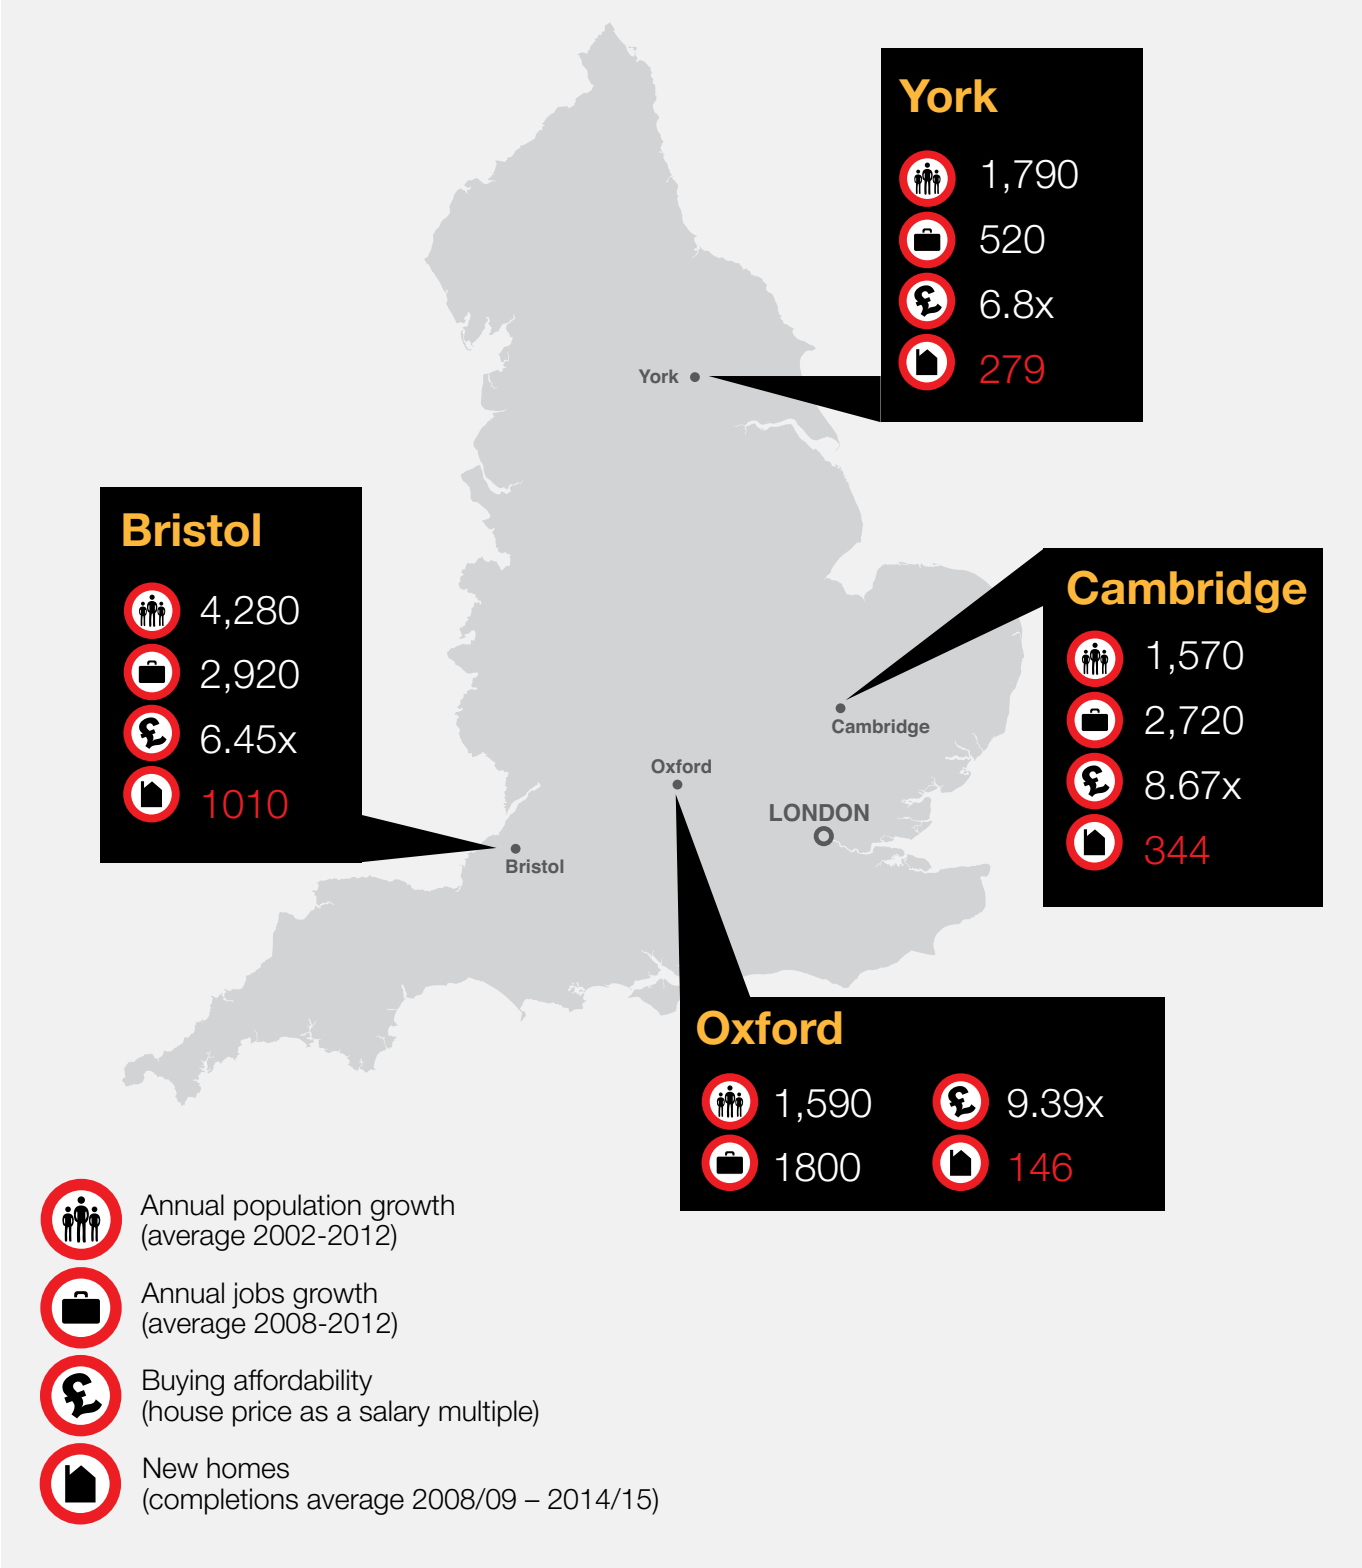 York
1,790
520
6.8x
279
York
Bristol
4,280
2,920
6.45x
1010
Cambridge
1,570
2,720
8.67x
344
Cambridge
Oxford
LONDON
Bristol
Oxford
1,590
9.39x
1800
146
Annual population growth
(average 2002-2012)
Annual jobs growth
(average 2008-2012)
Buying affordability
(house price as a salary multiple)
New homes
(completions average 2008/09 – 2014/15)